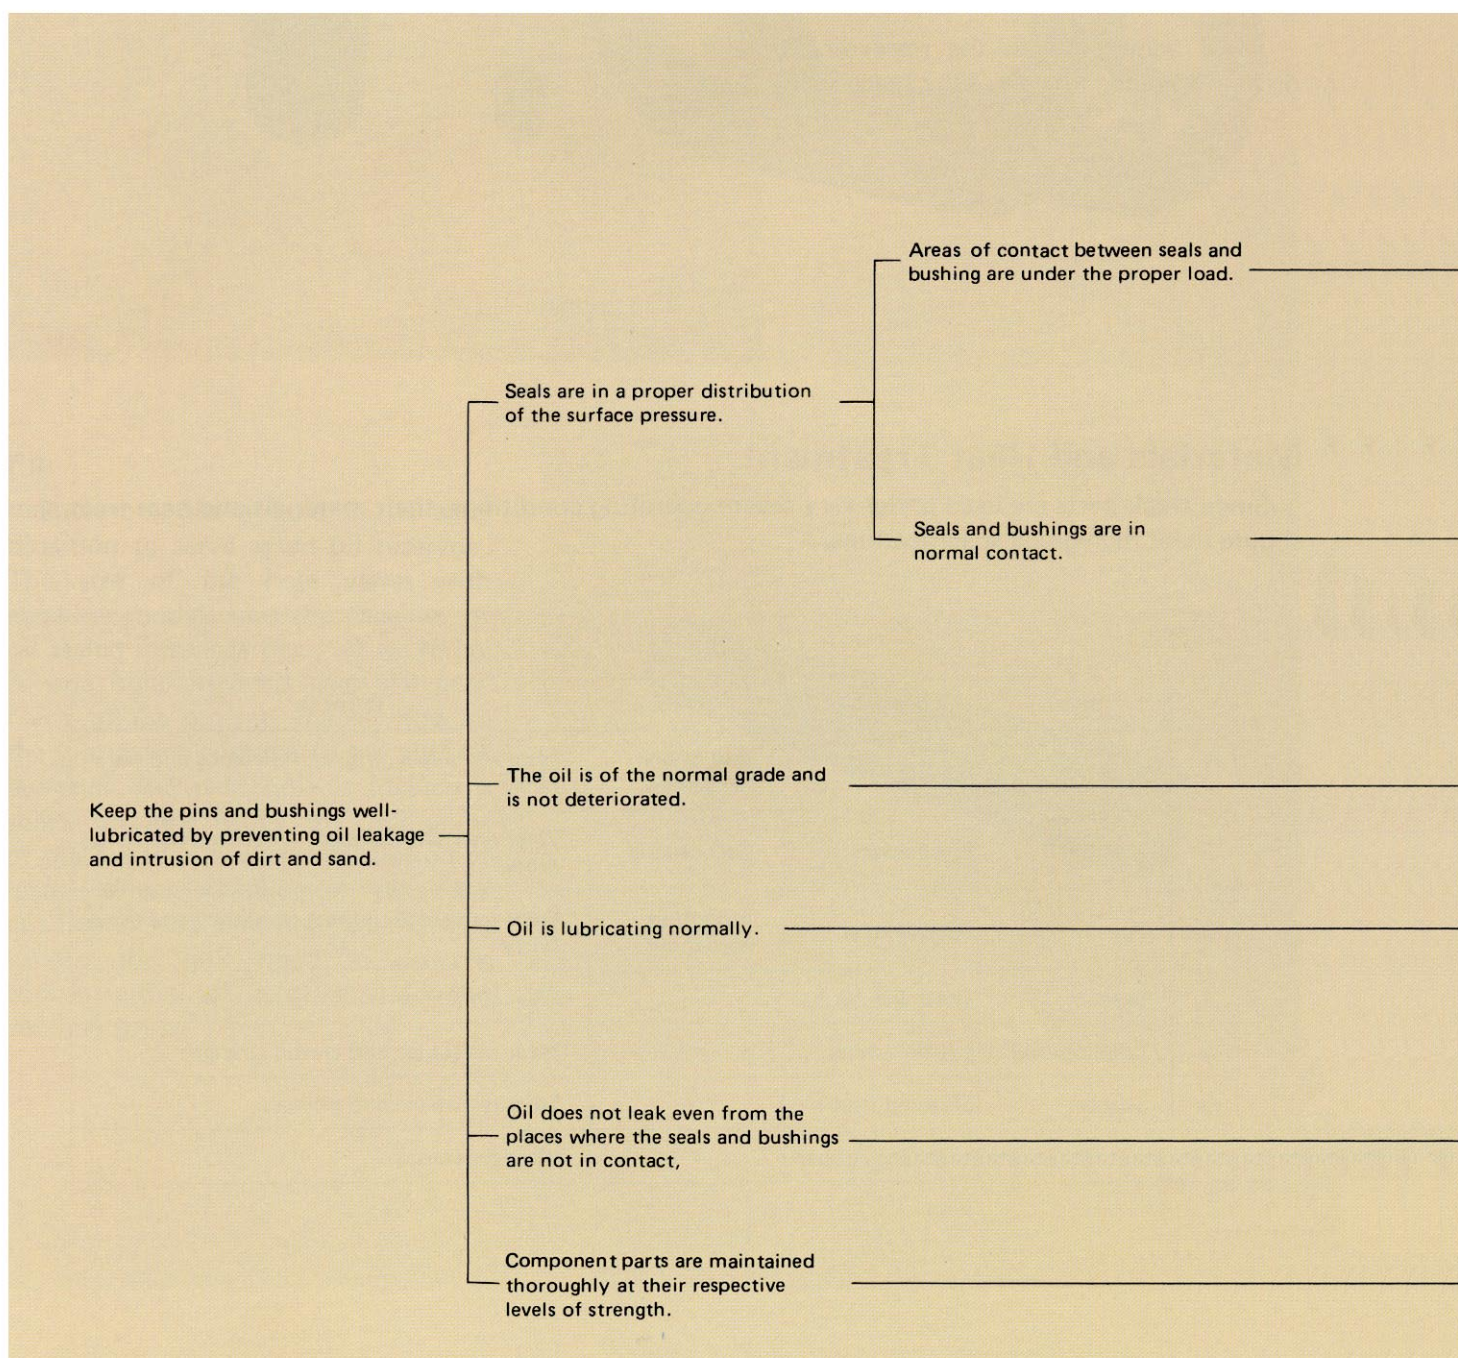 Areas of contact between seals and
bushing are under the proper load.
Seals are in a proper distribution
of the surface pressure.
Seals and bushings are in
normal contact.
The oil is of the normal grade and
is not deteriorated.
Keep the pins and bushings well-
lubricated by preventing oil leakage
and intrusion of dirt and sand.
Oil is lubricating normally.
Oil does not leak even from the
places where the seals and bushings
are not in contact,
Component parts are maintained
thoroughly at their respective
levels of strength.